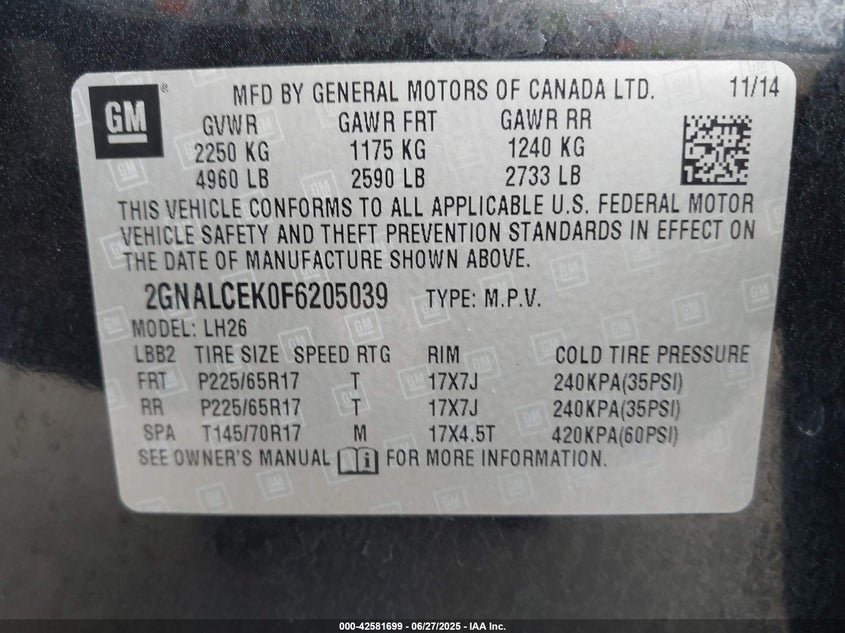 GM
®
MFD BY GENERAL MOTORS OF CANADA LTD. 11/14
GVWR GAWR FRT GAWR RR
2250 KG 1175 KG 1240 KG
4960 LB 2590 LB 2733 LB
THIS VEHICLE CONFORMS TO ALL APPLICABLE U.S. FEDERAL MOTOR
VEHICLE SAFETY AND THEFT PREVENTION STANDARDS IN EFFECT ON
THE DATE OF MANUFACTURE SHOWN ABOVE.
2GNALCEK0F6205039 TYPE: M.P.V.
MODEL: LH26
LBB2 TIRE SIZE SPEED RTG RIM COLD TIRE PRESSURE
FRT P225/65R17 T 17X7J 240KPA(35PSI)
RR P225/65R17 T 17X7J 240KPA(35PSI)
SPA T145/70R17 M 17X4.5T 420KPA(60PSI)
SEE OWNER'S MANUAL i FOR MORE INFORMATION.
000-42581699 - 06/27/2025 - IAA Inc.